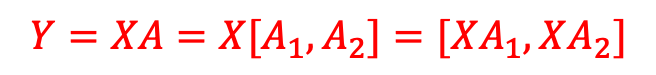 Y = XA = X[A₁, A₂] = [XA₁, XA₂]